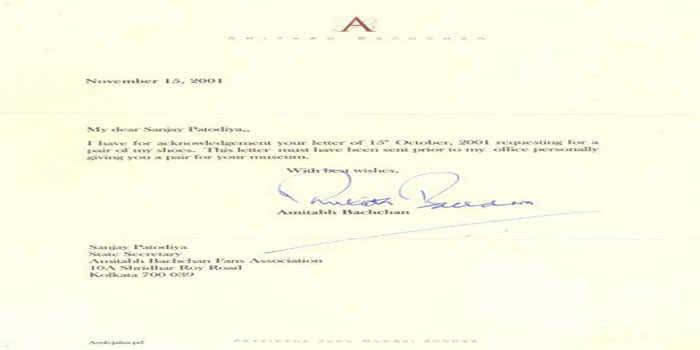 A
AMITABH BACHCHAN
November 15, 2001
My dear Sanjay Patodiya,,
I have for acknowledgement your letter of 15th October, 2001 requesting for a
pair of my shoes. This letter must have been sent prior to my office personally
giving you a pair for your museum.
With best wishes,
Amitabh Bachchan
Amitabh Bachchan
Sanjay Patodiya
State Secretary
Amitabh Bachchan Fans Association
10A Shridhar Roy Road
Kolkata 700 039
PRATIKSHA JUHU MUMBAI 400049